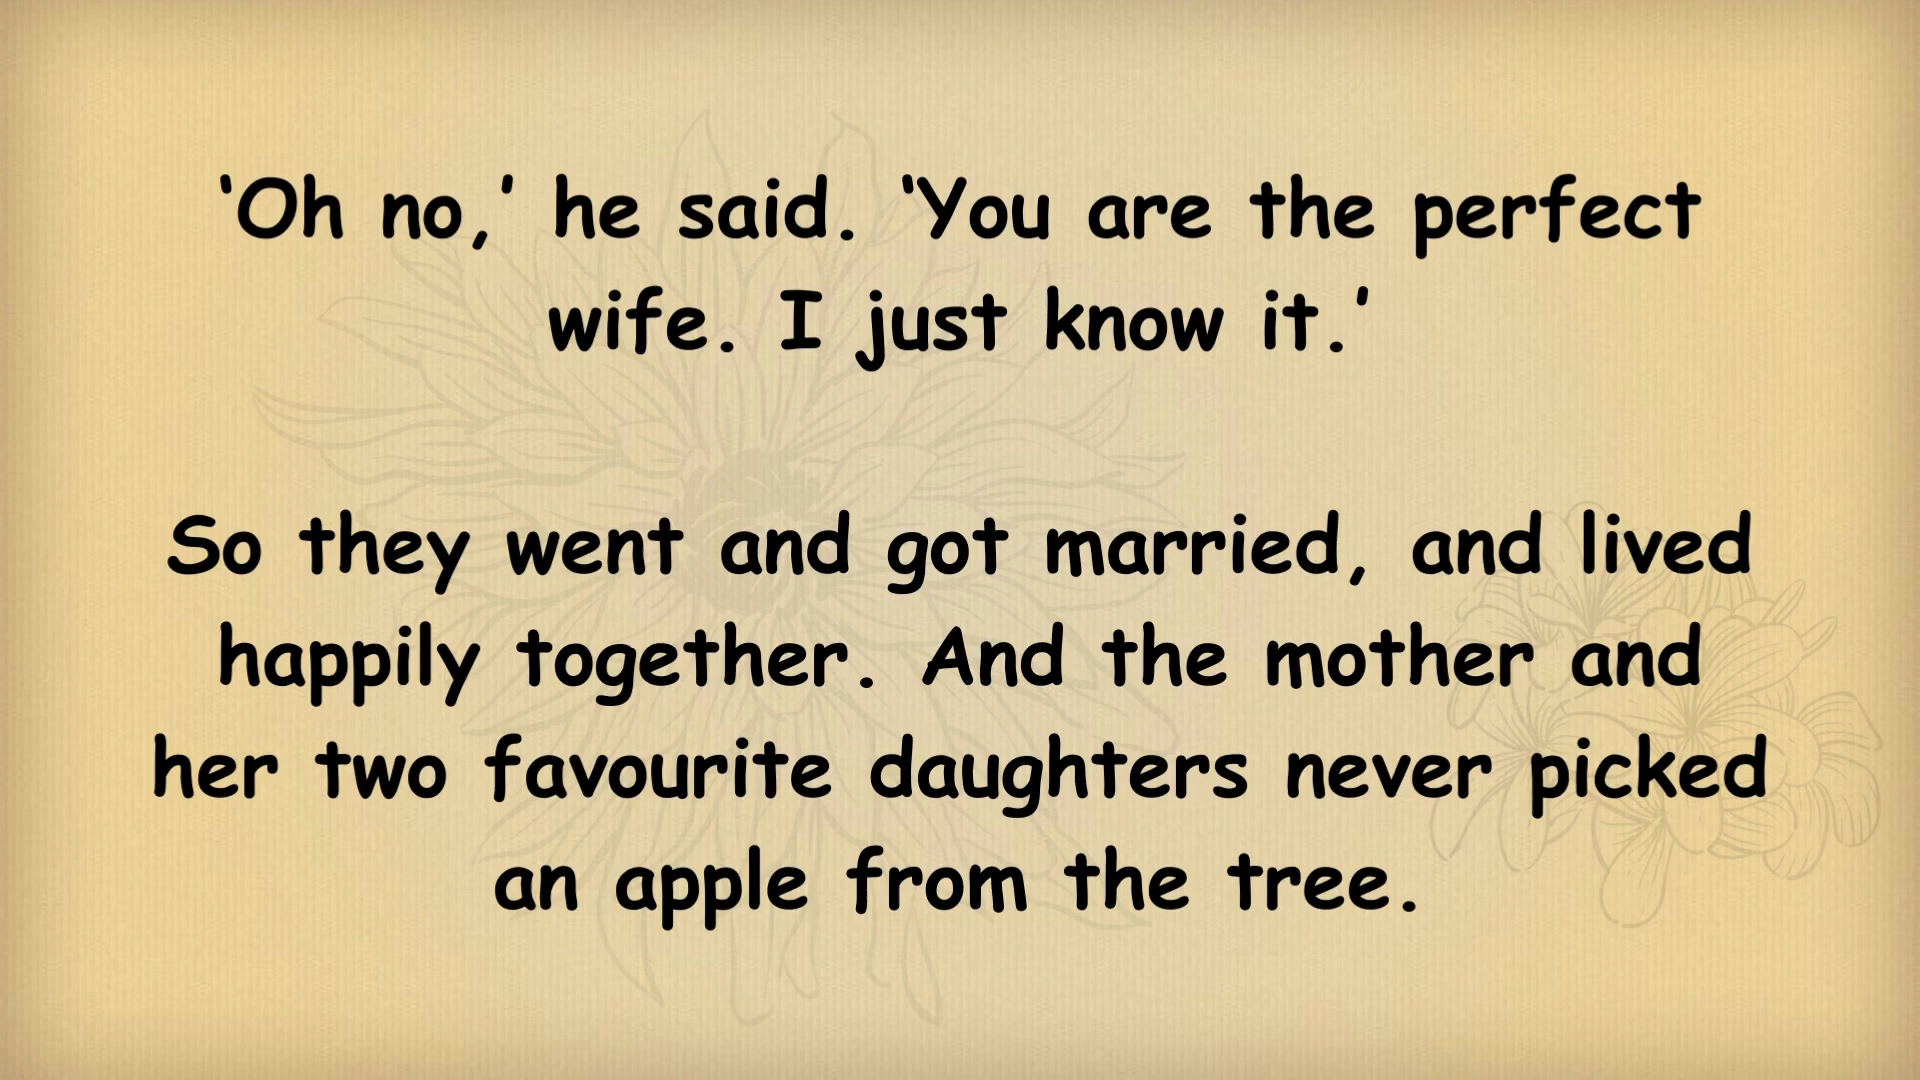 ‘Oh no,’ he said. ‘You are the perfect
wife. I just know it.’
So they went and got married, and lived
happily together. And the mother and
her two favourite daughters never picked
an apple from the tree.